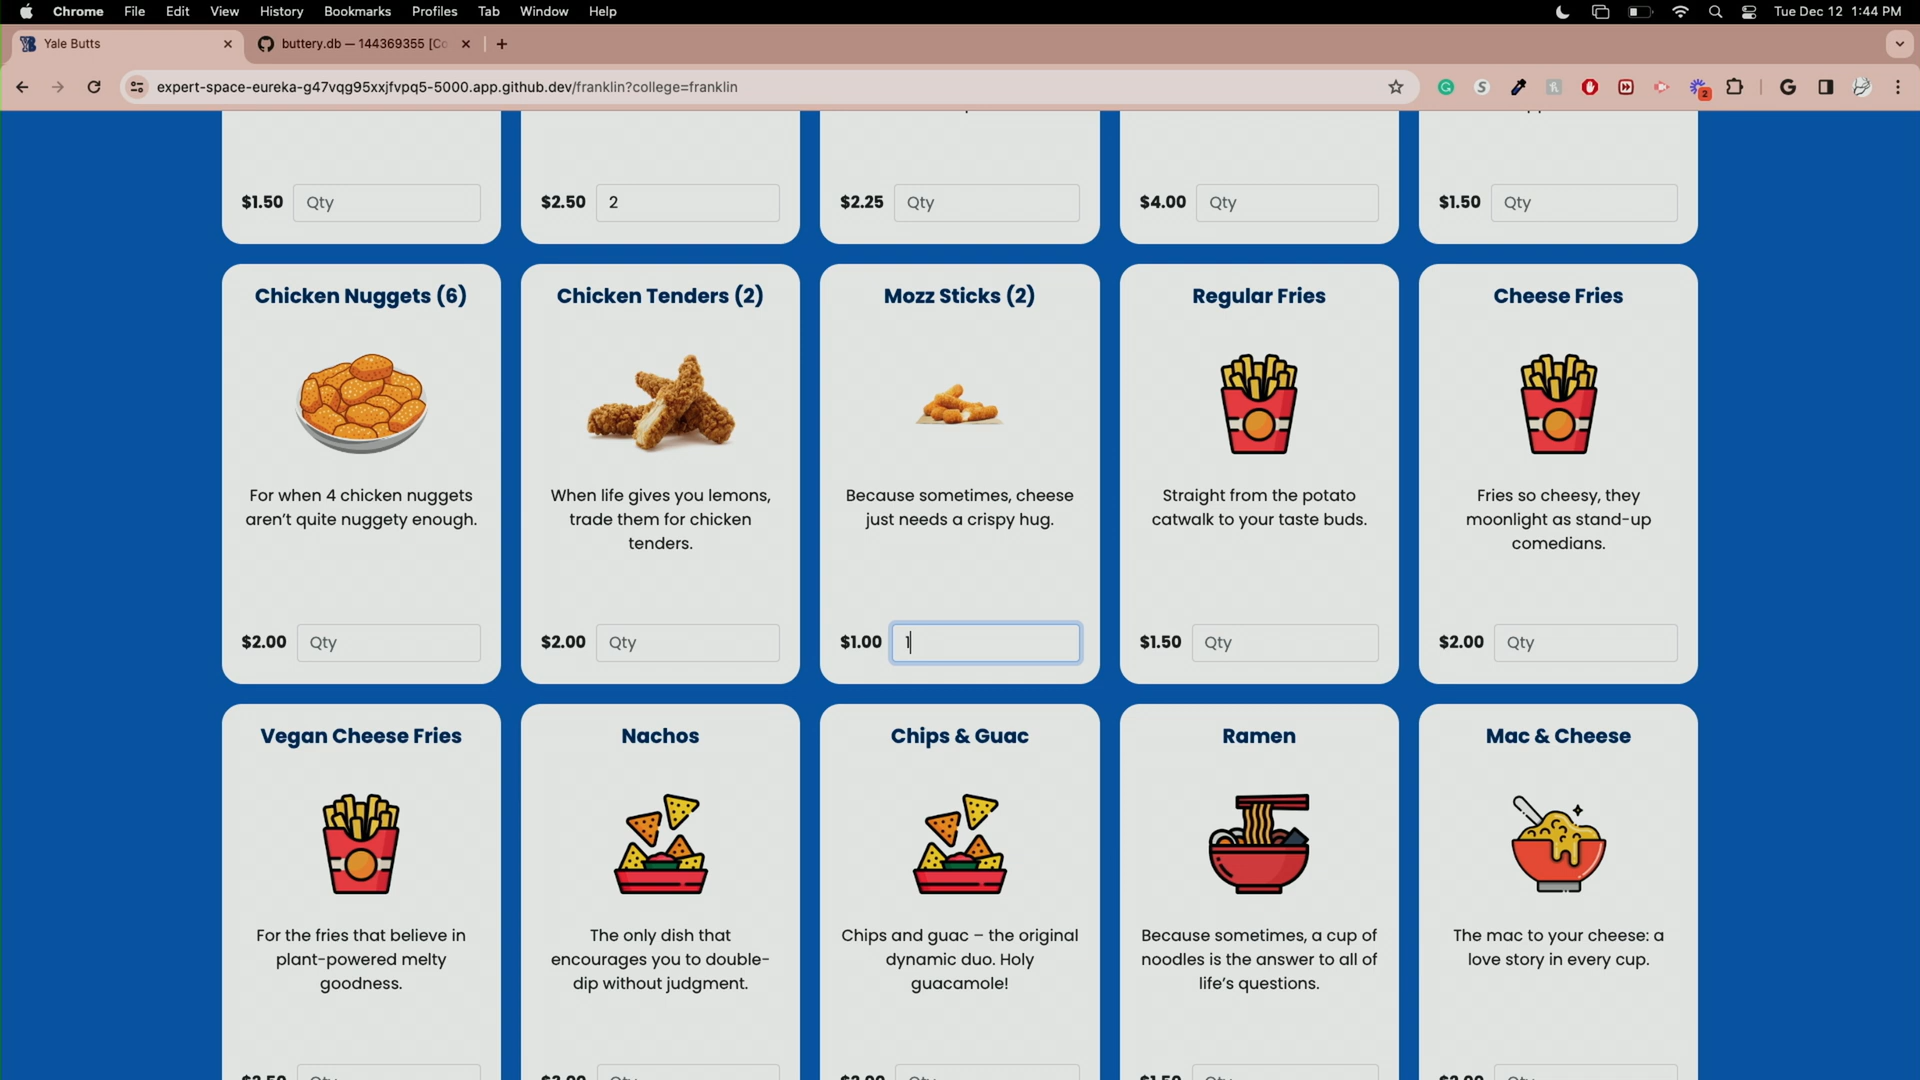 Chrome File Edit View History Bookmarks Profiles Tab Window Help Tue Dec 12 1:44 PM
Yale Butts buttery.db — 144369355 [Co
expert-space-eureka-g47vqg95xxjfvpq5-5000.app.github.dev/franklin?college=franklin
2
$1.50 Qty $2.50 2 $2.25 Qty $4.00 Qty $1.50 Qty
Chicken Nuggets (6)
For when 4 chicken nuggets
aren't quite nuggety enough.
$2.00 Qty
Chicken Tenders (2)
When life gives you lemons,
trade them for chicken
tenders.
$2.00 Qty
Mozz Sticks (2)
Because sometimes, cheese
just needs a crispy hug.
$1.00 1
Regular Fries
Straight from the potato
catwalk to your taste buds.
$1.50 Qty
Cheese Fries
Fries so cheesy, they
moonlight as stand-up
comedians.
$2.00 Qty
Vegan Cheese Fries
For the fries that believe in
plant-powered melty
goodness.
Nachos
The only dish that
encourages you to double-
dip without judgment.
Chips & Guac
Chips and guac – the original
dynamic duo. Holy
guacamole!
Ramen
Because sometimes, a cup of
noodles is the answer to all of
life's questions.
Mac & Cheese
The mac to your cheese: a
love story in every cup.